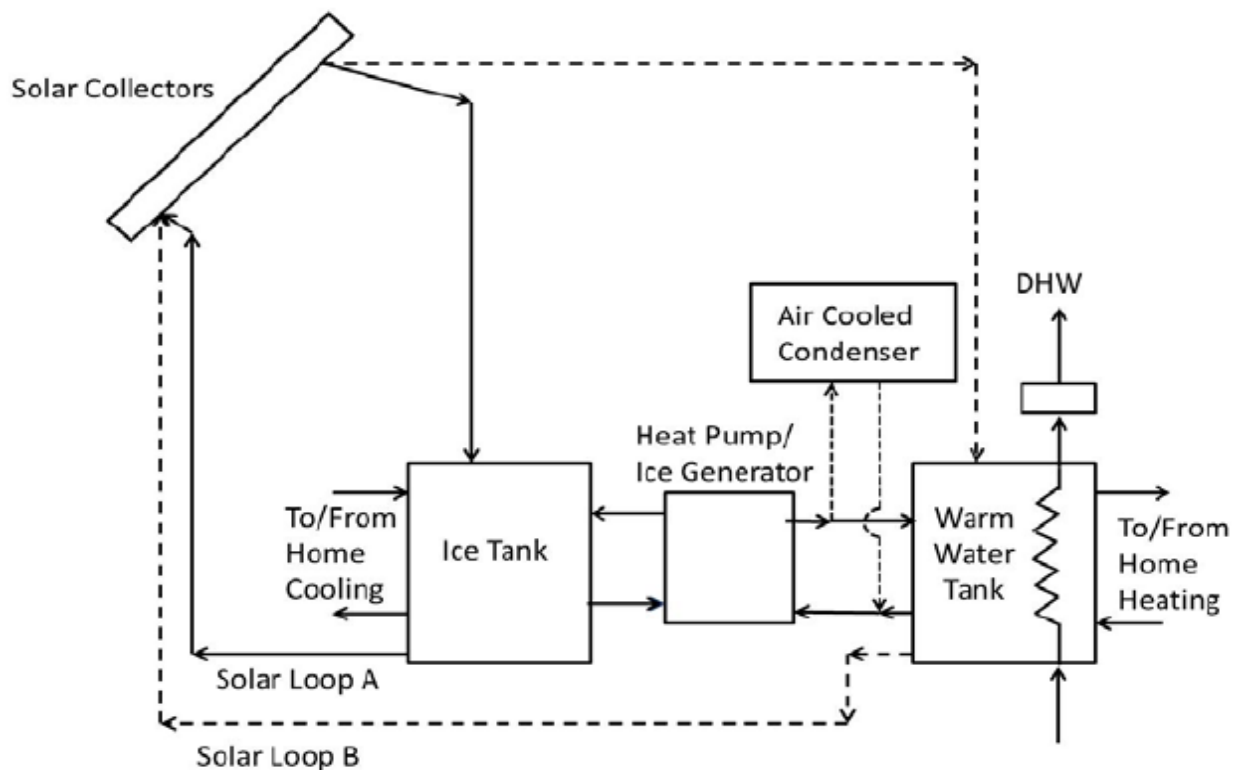 Solar Collectors
DHW
Air Cooled
Condenser
Heat Pump/
Ice Generator
To/From
Home
Cooling
Ice Tank
Warm
Water
Tank
To/From
Home
Heating
Solar Loop A
Solar Loop B